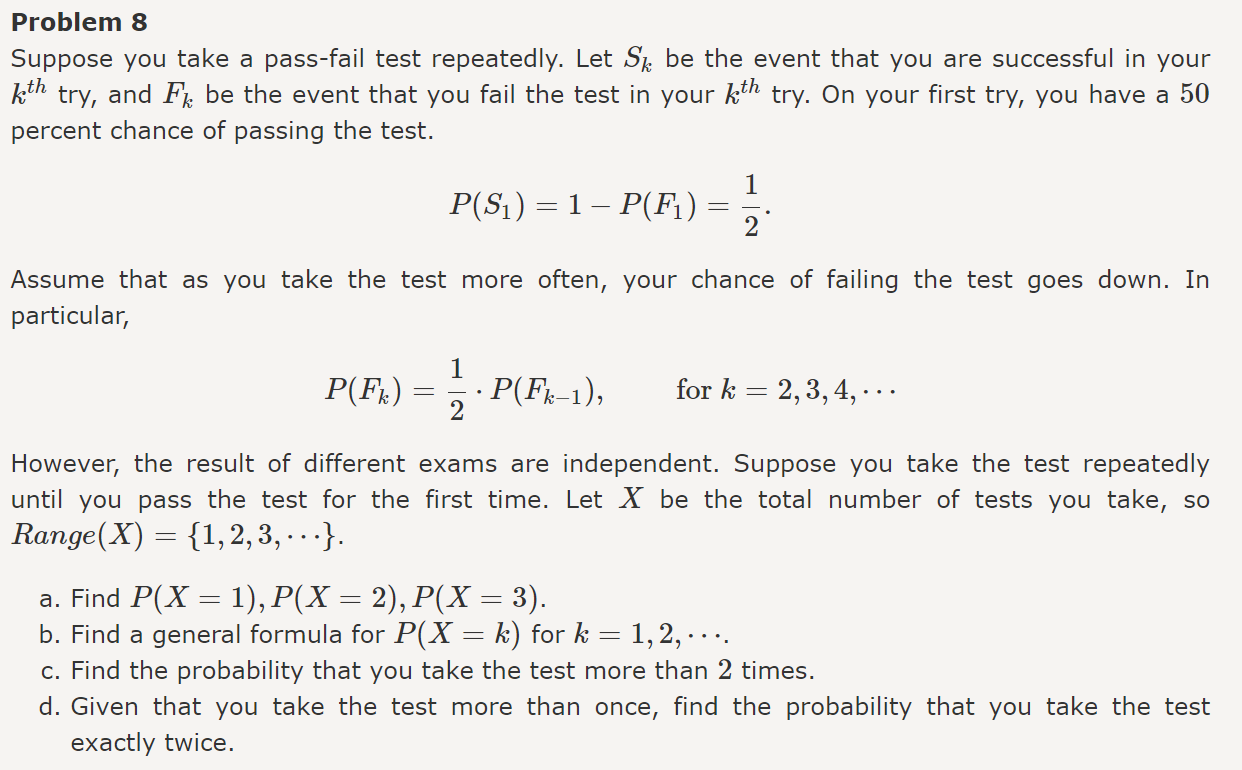 Problem 8
Suppose you take a pass-fail test repeatedly. Let $S_k$ be the event that you are successful in your
$k^{th}$ try, and $F_k$ be the event that you fail the test in your $k^{th}$ try. On your first try, you have a $50$
percent chance of passing the test.
$P(S_1) = 1 - P(F_1) = \frac{1}{2}.$
Assume that as you take the test more often, your chance of failing the test goes down. In
particular,
$P(F_k) = \frac{1}{2} \cdot P(F_{k-1}), \quad \text{for } k = 2, 3, 4, \cdots$
However, the result of different exams are independent. Suppose you take the test repeatedly
until you pass the test for the first time. Let $X$ be the total number of tests you take, so
$Range(X) = \{1, 2, 3, \cdots\}.$
a. Find $P(X = 1), P(X = 2), P(X = 3).$
b. Find a general formula for $P(X = k)$ for $k = 1, 2, \cdots.$
c. Find the probability that you take the test more than $2$ times.
d. Given that you take the test more than once, find the probability that you take the test
exactly twice.